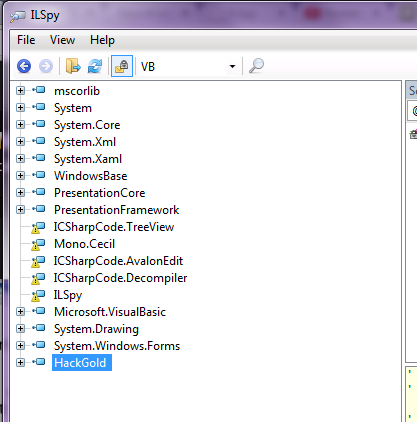 ILSpy
File View Help
VB
mscorlib
System
System.Core
System.Xml
System.Xaml
WindowsBase
PresentationCore
PresentationFramework
ICSharpCode.TreeView
Mono.Cecil
ICSharpCode.AvalonEdit
ICSharpCode.Decompiler
ILSpy
Microsoft.VisualBasic
System.Drawing
System.Windows.Forms
HackGold